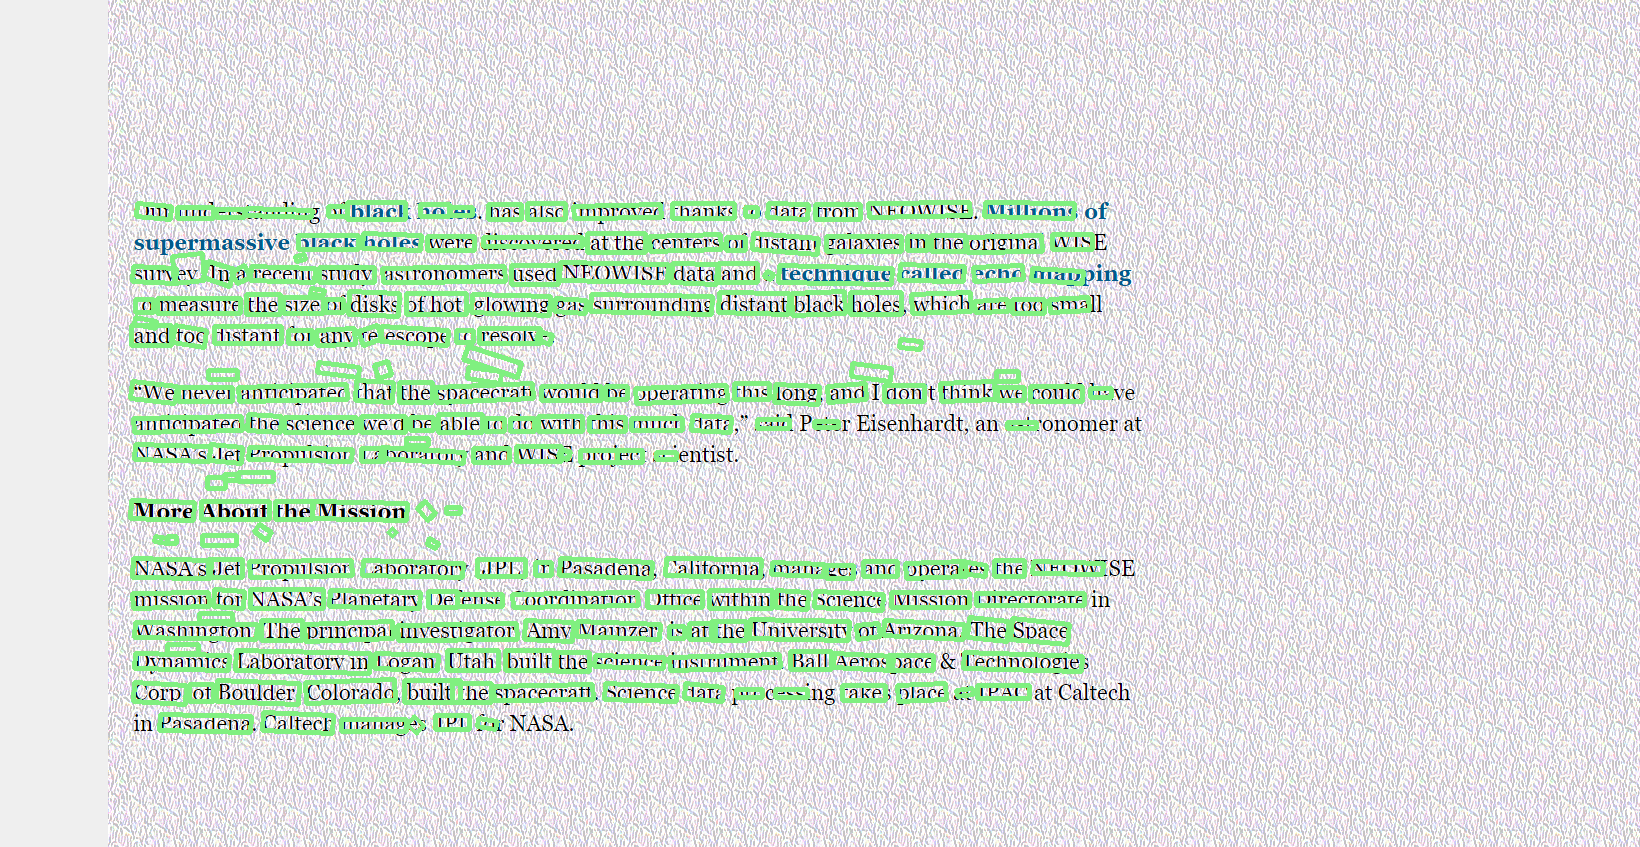 Our understanding of black holes. has also improved thanks to data from NEOWISE. Millions of
supermassive black holes were discovered at the centers of distant galaxies in the original WISE
survey. In a recent study, astronomers used NEOWISE data and a technique called echo mapping
to measure the size of disks of hot, glowing gas surrounding distant black holes, which are too small
and too distant for any telescope to resolve.
“We never anticipated that the spacecraft would be operating this long, and I don't think we could have
anticipated the science we'd be able to do with this much data,” said Peter Eisenhardt, an astronomer at
NASA's Jet Propulsion Laboratory and WISE project scientist.
More About the Mission
NASA's Jet Propulsion Laboratory (JPL) in Pasadena, California, manages and operates the NEOWISE
mission for NASA’s Planetary Defense Coordination Office within the Science Mission Directorate in
Washington. The principal investigator, Amy Mainzer, is at the University of Arizona. The Space
Dynamics Laboratory in Logan, Utah, built the science instrument. Ball Aerospace & Technologies
Corp. of Boulder, Colorado, built the spacecraft. Science data processing takes place at IPAC at Caltech
in Pasadena. Caltech manages JPL for NASA.